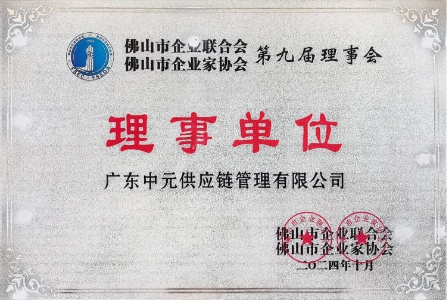 佛山市企业联合会
佛山市企业家协会
第九届理事会
理事单位
广东中元供应链管理有限公司
佛山市企业联合会
佛山市企业家协会
二〇二四年十月